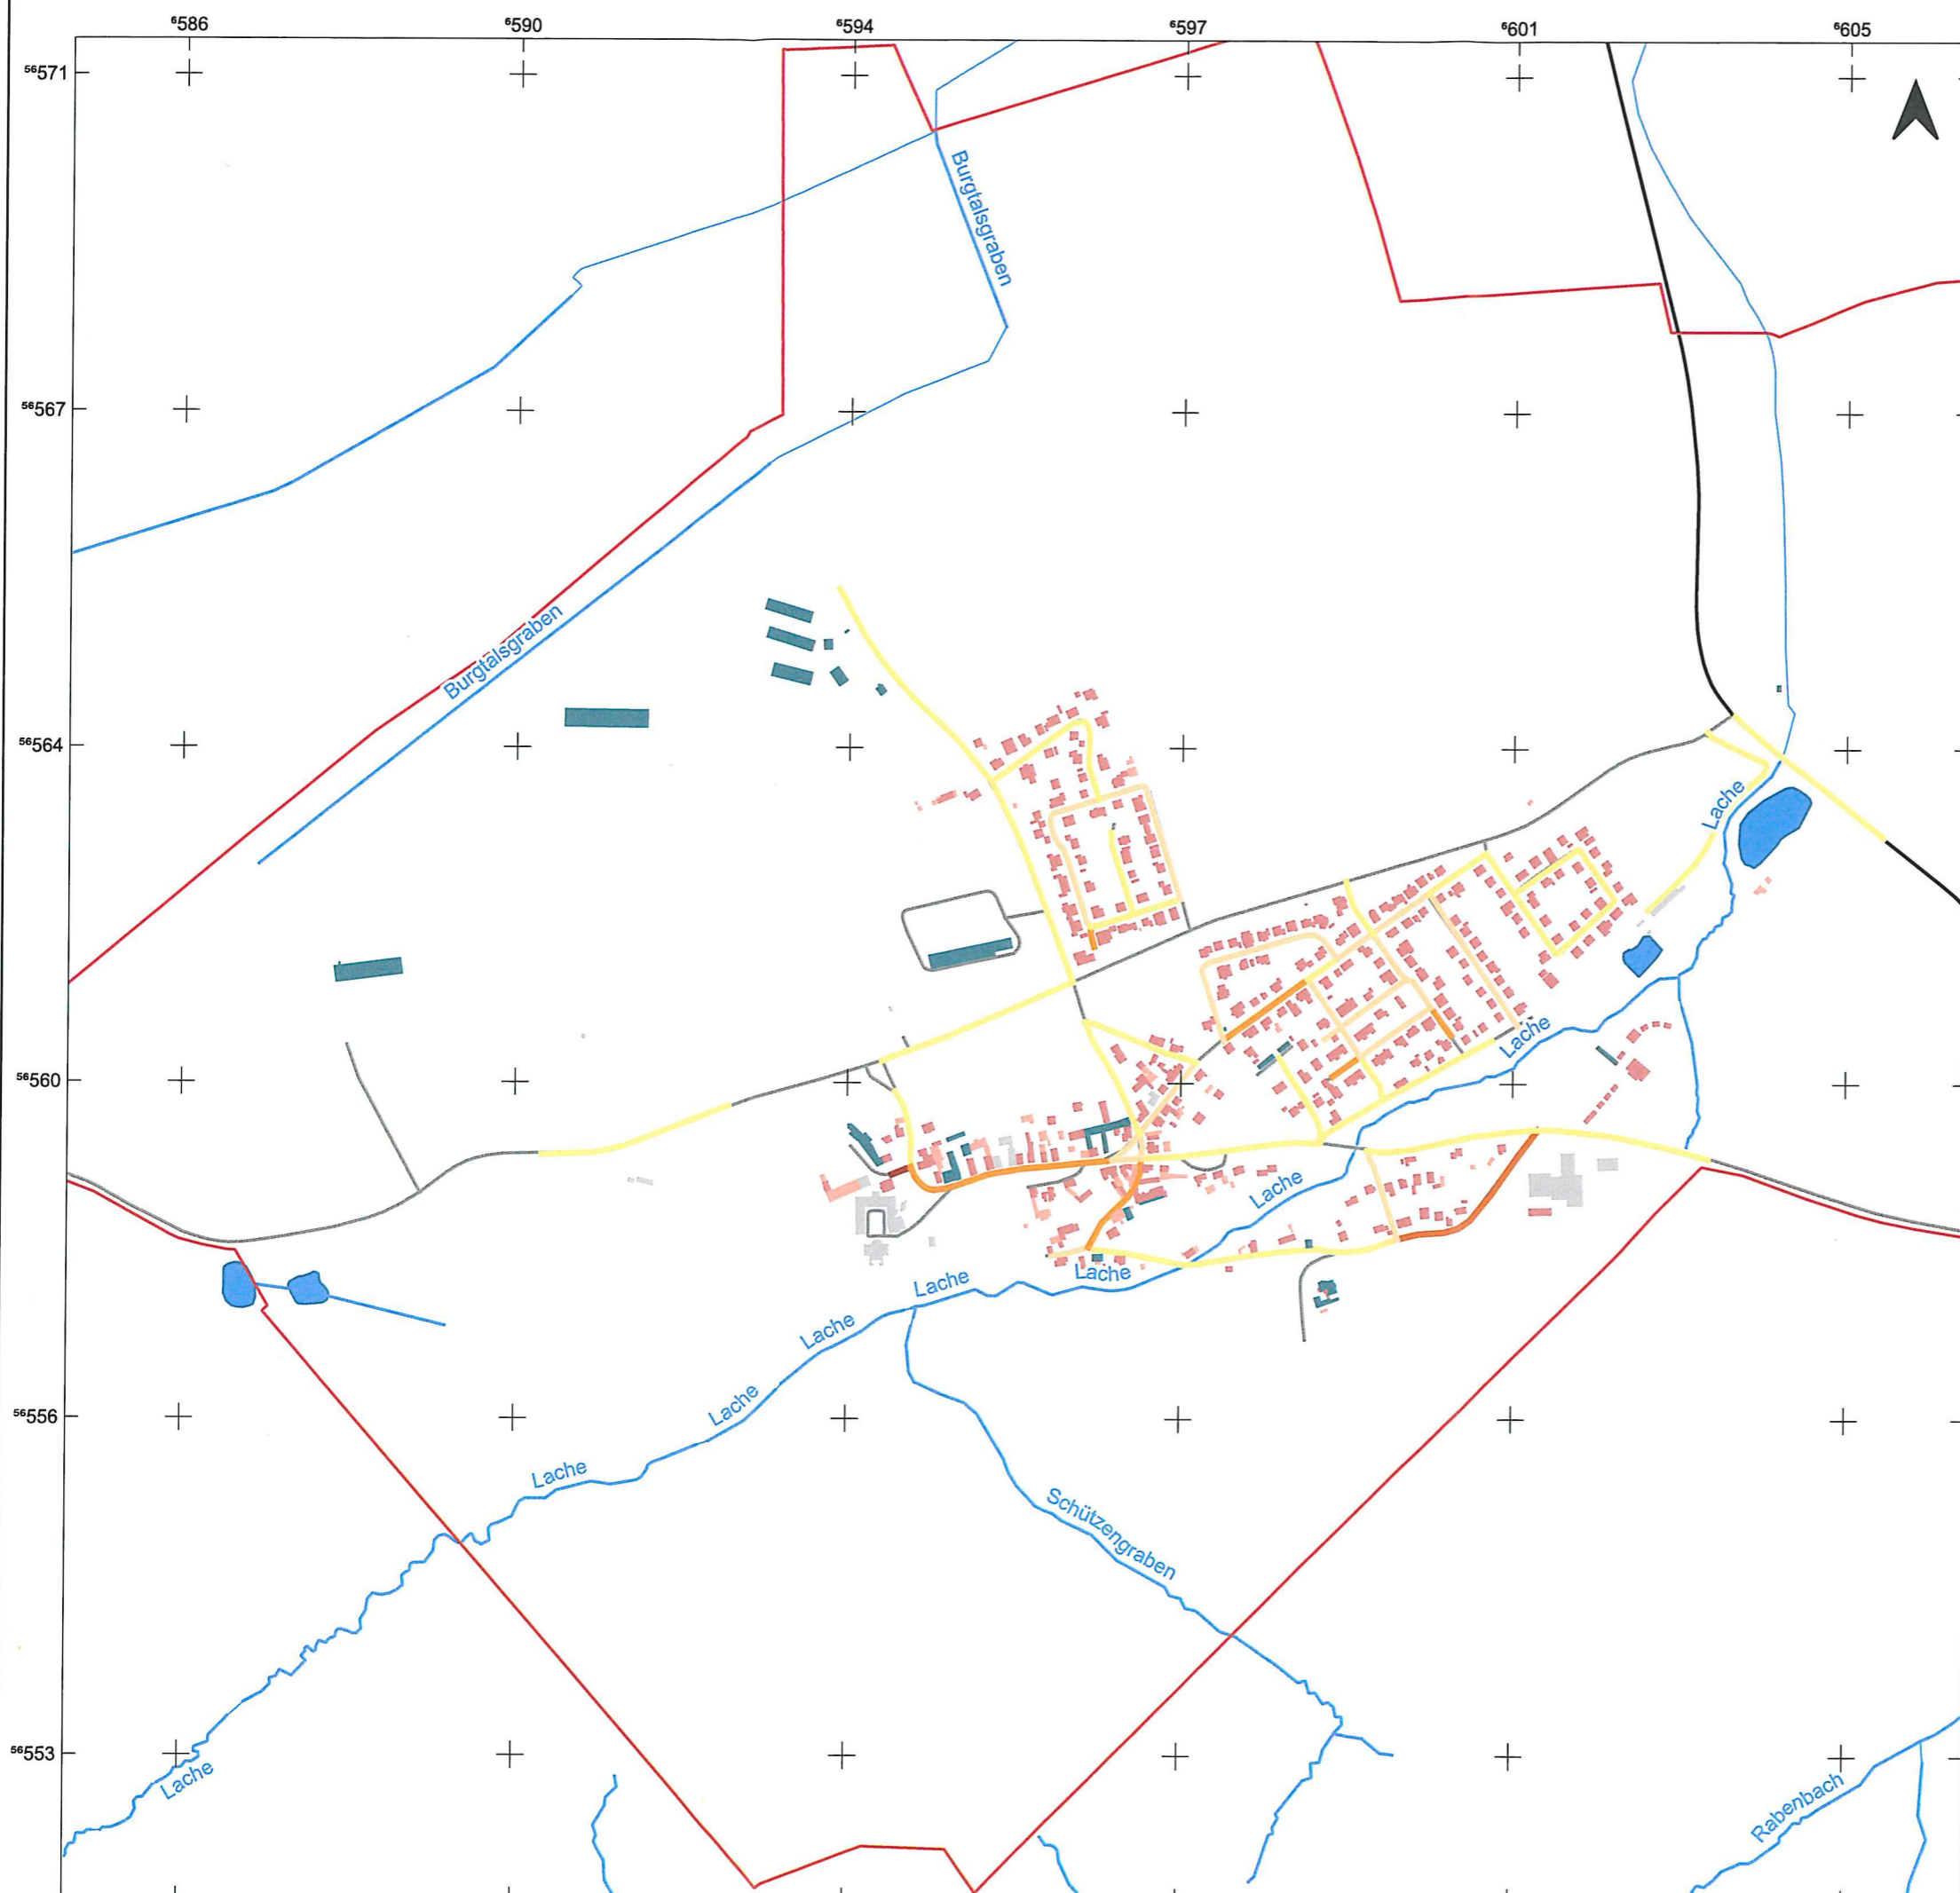 ⁶586 ⁶590 ⁶594 ⁶597 ⁶601 ⁶605
⁵⁶571
Burgtalsgraben
⁵⁶567
Burgtalsgraben
⁵⁶564
Lache
Lache
⁵⁶560
Lache
Lache
Lache
Lache
⁵⁶556
Lache
Lache
Schützengraben
⁵⁶553
Lache
Rabenbach